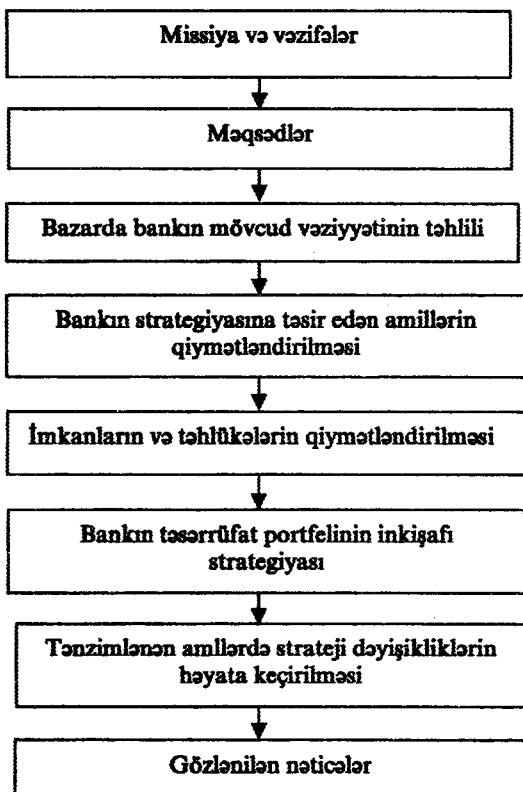 Missiya və vəzifələr
Məqsədlər
Bazarda bankın mövcud vəziyyətinin təhlili
Bankın strategiyasına təsir edən amillərin
qiymətləndirilməsi
İmkanların və təhlükələrin qiymətləndirilməsi
Bankın təsərrüfat portfelinin inkişafı
strategiyası
Tənzimlənən amllərdə strateji dəyişikliklərin
həyata keçirilməsi
Gözlənilən nəticələr